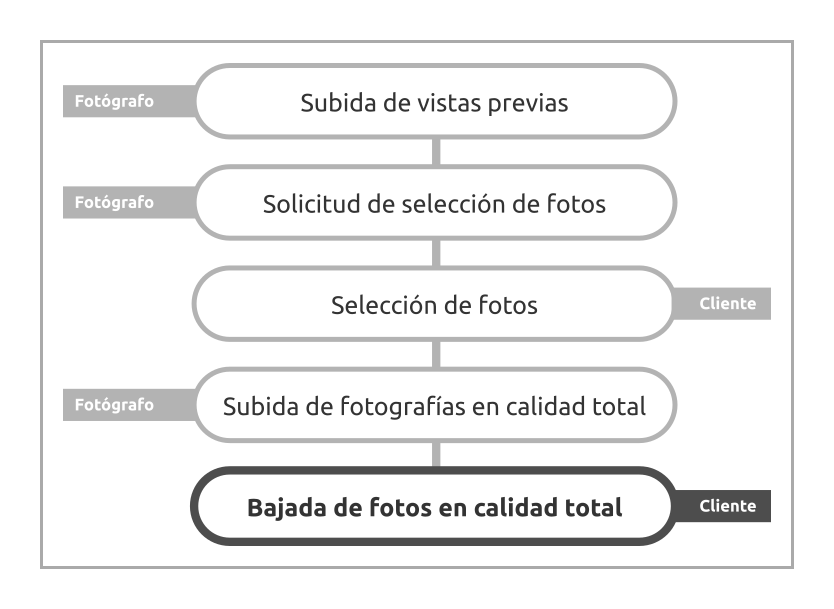 Fotógrafo
Subida de vistas previas
Fotógrafo
Solicitud de selección de fotos
Selección de fotos
Cliente
Fotógrafo
Subida de fotografías en calidad total
Bajada de fotos en calidad total
Cliente